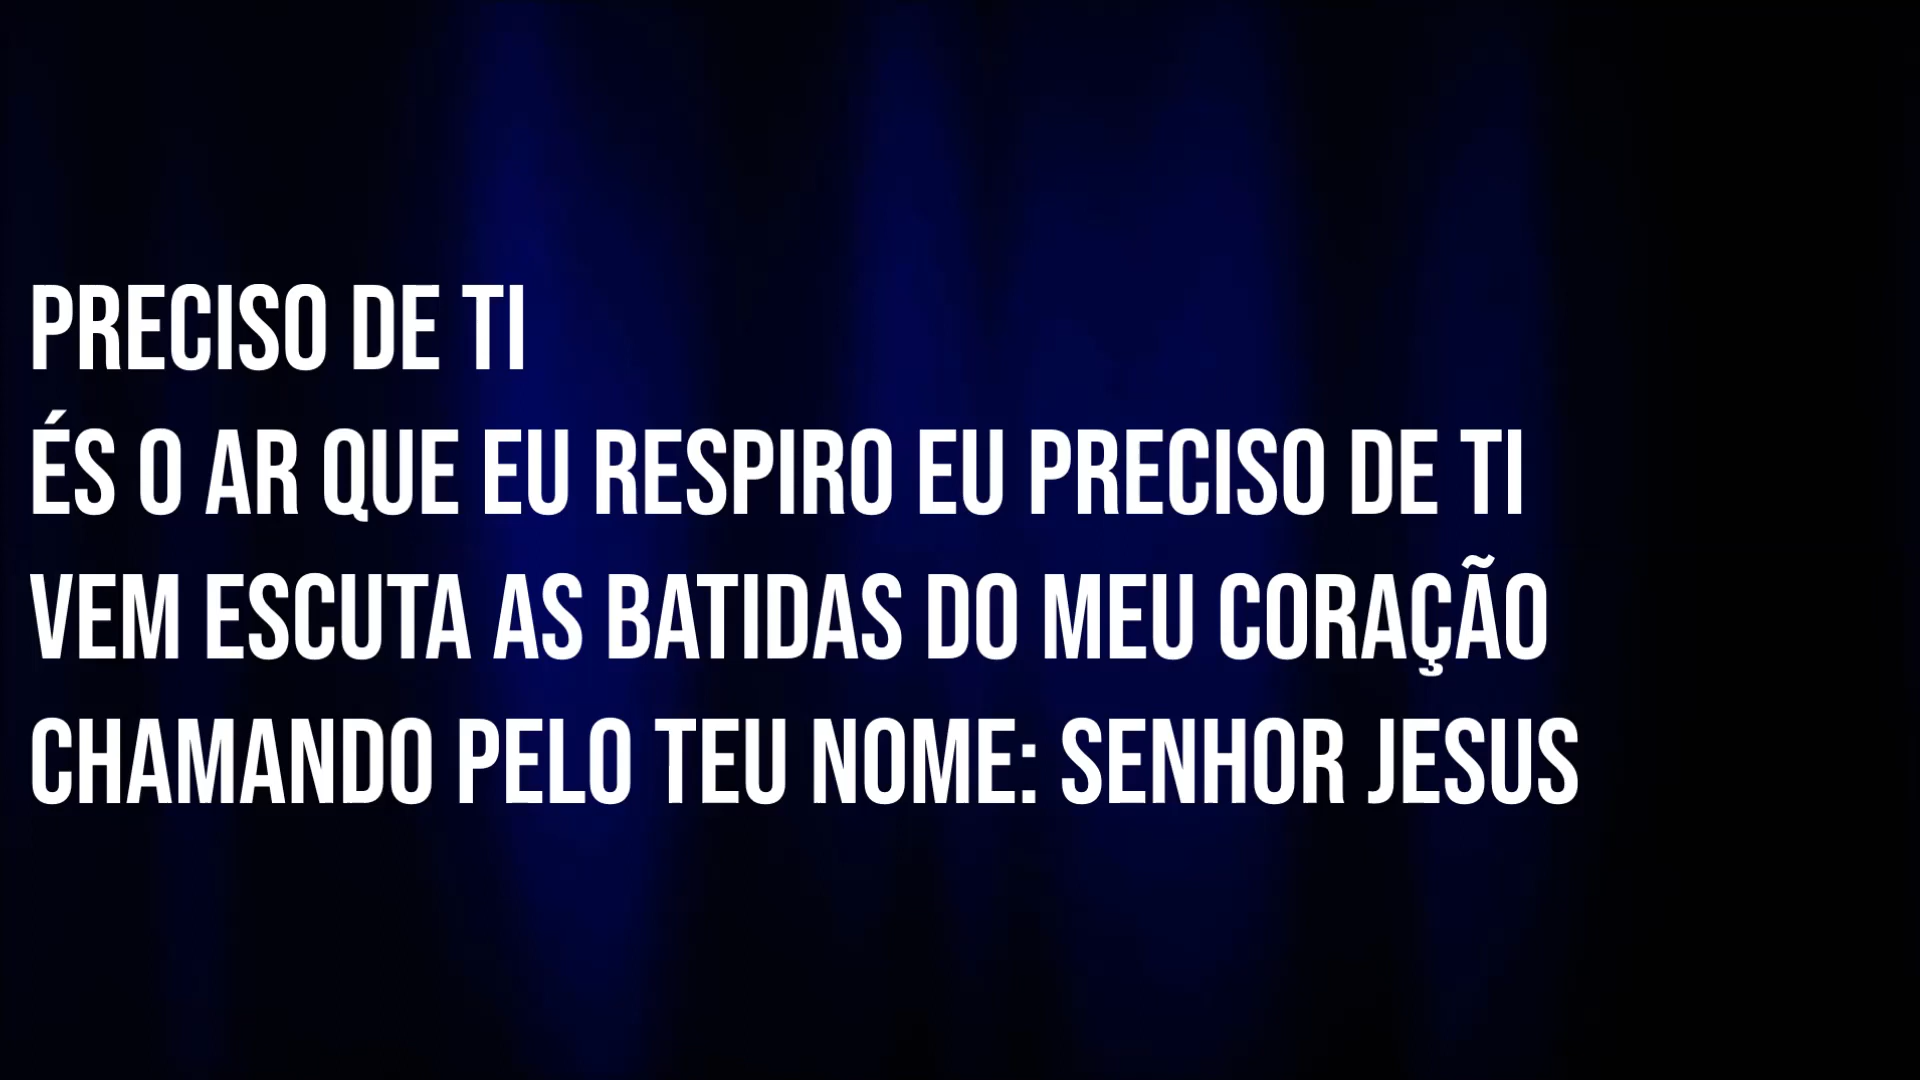 PRECISO DE TI
ÉS O AR QUE EU RESPIRO EU PRECISO DE TI
VEM ESCUTA AS BATIDAS DO MEU CORAÇÃO
CHAMANDO PELO TEU NOME: SENHOR JESUS